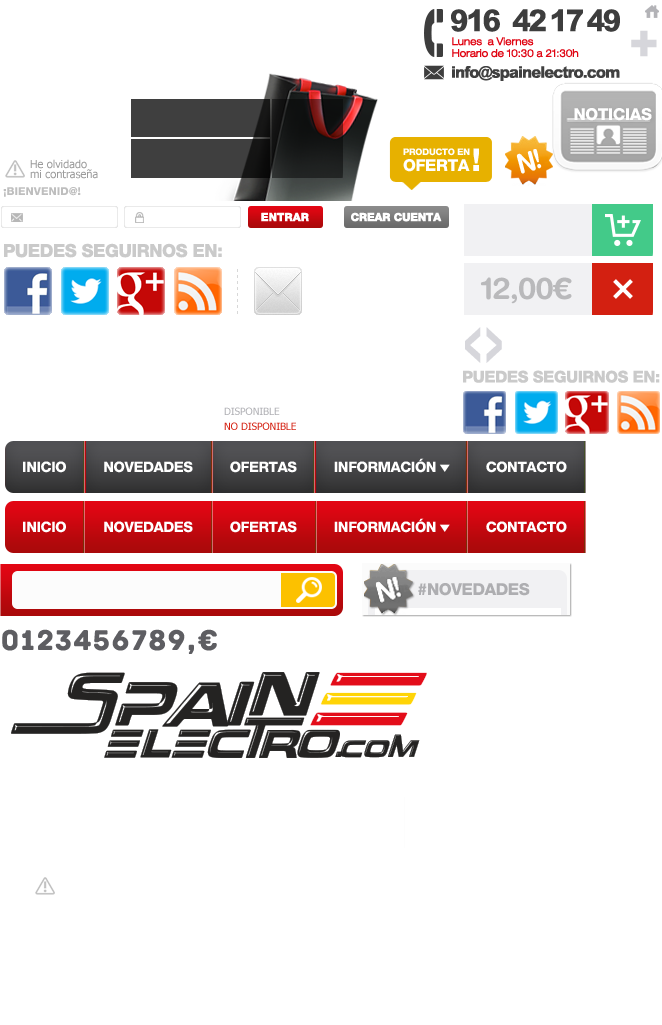 916 42 17 49
Lunes a Viernes
Horario de 10:30 a 21:30h
info@spainelectro.com
NOTICIAS
PRODUCTO EN
OFERTA!
N!
He olvidado
mi contraseña
¡BIENVENID@!
ENTRAR
CREAR CUENTA
PUEDES SEGUIRNOS EN:
f
g+
12,00€
PUEDES SEGUIRNOS EN:
f
g+
DISPONIBLE
NO DISPONIBLE
INICIO NOVEDADES OFERTAS INFORMACIÓN CONTACTO
INICIO NOVEDADES OFERTAS INFORMACIÓN CONTACTO
N! #NOVEDADES
0123456789,€
SPAIN
ELECTRO.COM